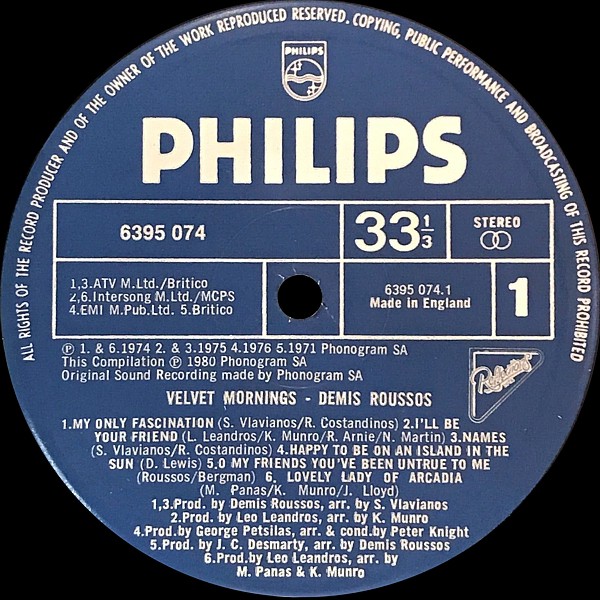 ALL RIGHTS OF THE RECORD PRODUCER AND OF THE OWNER OF THE WORK REPRODUCED RESERVED. COPYING, PUBLIC PERFORMANCE AND BROADCASTING OF THIS RECORD PROHIBITED
PHILIPS
PHILIPS
6395 074
33 1/3
STEREO
1,3.ATV M.Ltd./Britico
2,6.Intersong M.Ltd./MCPS
4.EMI M.Pub.Ltd. 5.Britico
6395 074.1
Made in England
1
℗ 1. & 6.1974 2. & 3.1975 4.1976 5.1971 Phonogram SA
This Compilation ℗ 1980 Phonogram SA
Original Sound Recording made by Phonogram SA
Reflection
VELVET MORNINGS - DEMIS ROUSSOS
1.MY ONLY FASCINATION (S. Vlavianos/R. Costandinos) 2.I'LL BE
YOUR FRIEND (L. Leandros/K. Munro/R. Arnie/N. Martin) 3.NAMES
(S. Vlavianos/R. Costandinos) 4.HAPPY TO BE ON AN ISLAND IN THE
SUN (D. Lewis) 5.O MY FRIENDS YOU'VE BEEN UNTRUE TO ME
(Roussos/Bergman) 6. LOVELY LADY OF ARCADIA
(M. Panas/K. Munro/J. Lloyd)
1,3.Prod. by Demis Roussos, arr. by S. Vlavianos
2.Prod. by Leo Leandros, arr. by K. Munro
4.Prod. by George Petsilas, arr. & cond. by Peter Knight
5.Prod. by J. C. Desmarty, arr. by Demis Roussos
6.Prod.by Leo Leandros, arr. by
M. Panas & K. Munro